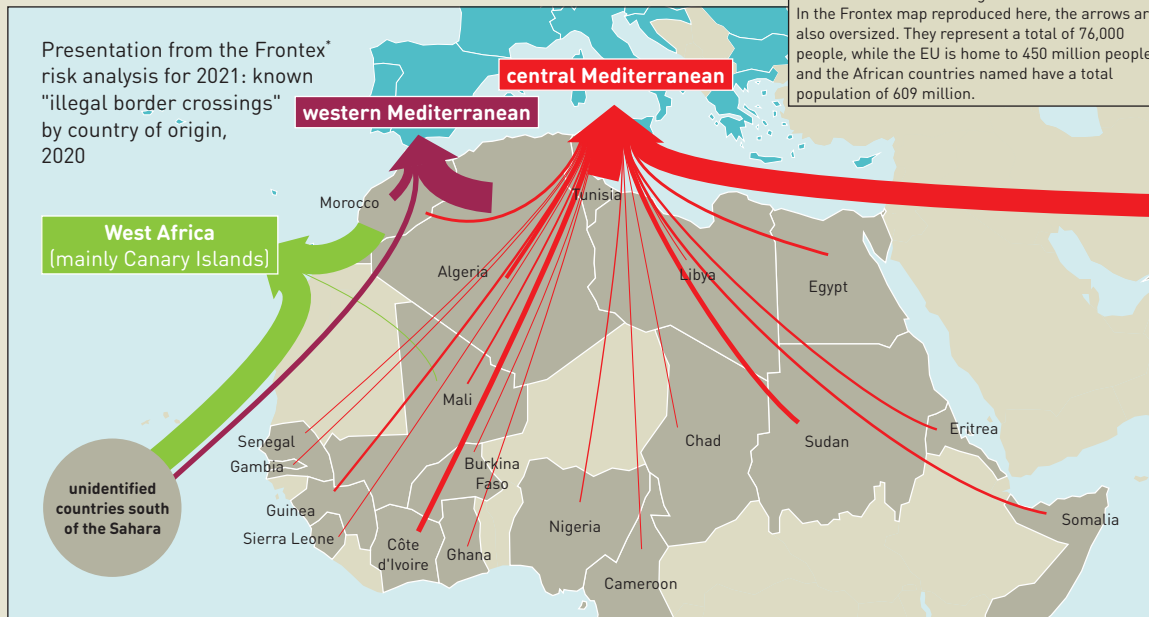 Presentation from the Frontex*
risk analysis for 2021: known
"illegal border crossings"
by country of origin,
2020
In the Frontex map reproduced here, the arrows ar
also oversized. They represent a total of 76,000
people, while the EU is home to 450 million people
and the African countries named have a total
population of 609 million.
central Mediterranean
western Mediterranean
West Africa
(mainly Canary Islands)
Morocco
Tunisia
Algeria
Libya
Egypt
Mali
Senegal
Gambia
Chad
Sudan
Eritrea
Burkina
Faso
unidentified
countries south
of the Sahara
Guinea
Sierra Leone
Côte
d'Ivoire
Ghana
Nigeria
Somalia
Cameroon